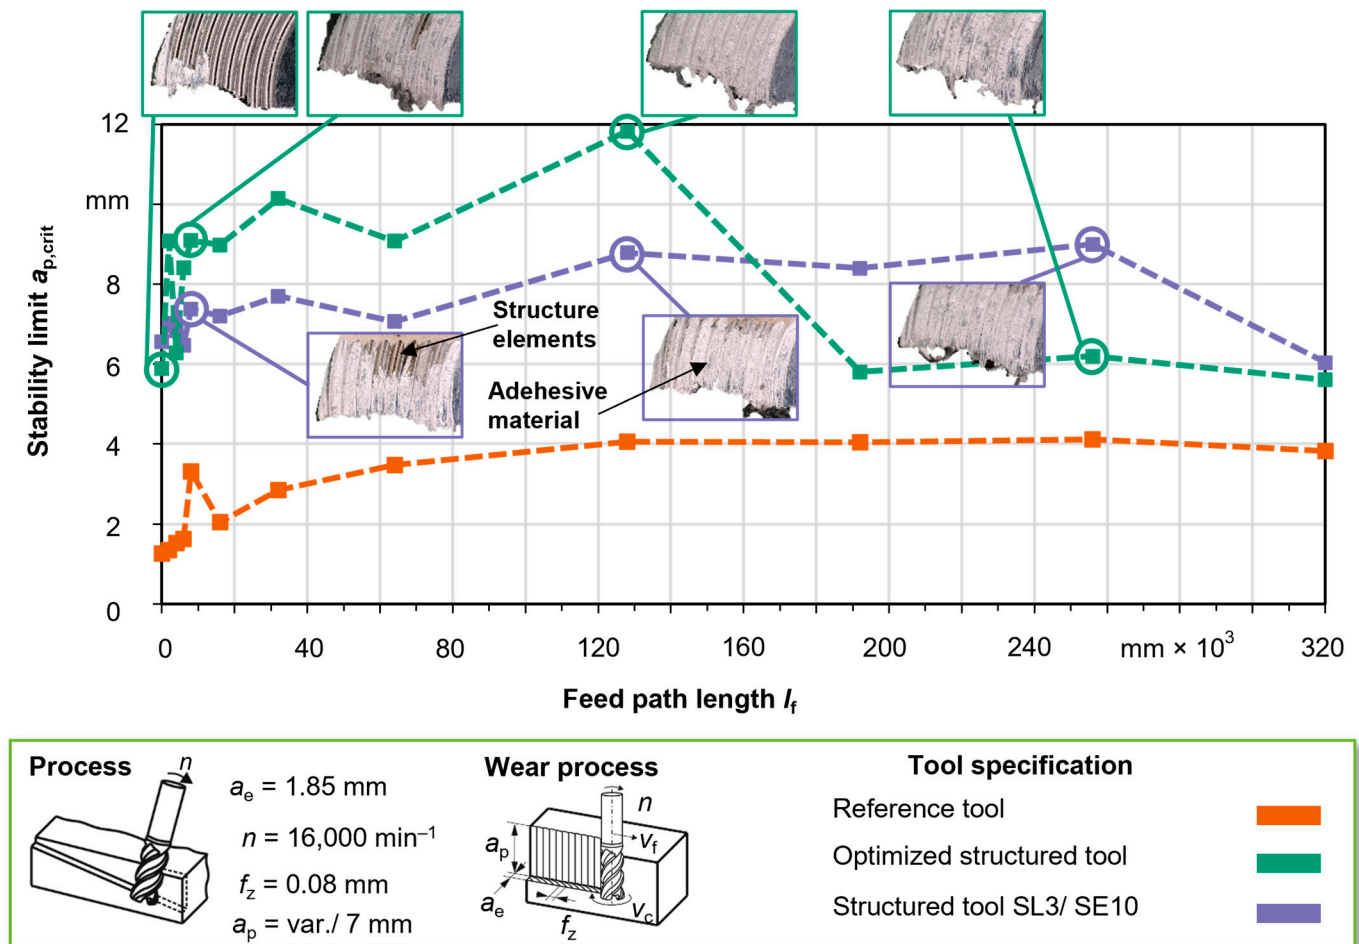 12
mm
8
6
4
2
0
Stability limit ap,crit
Structure
elements
Adehesive
material
0 40 80 120 160 200 240 mm × 10³ 320
Feed path length lf
Process
n
ae = 1.85 mm
n = 16,000 min⁻¹
fz = 0.08 mm
ap = var./ 7 mm
Wear process
n
vf
ap
ae
fz
vc
Tool specification
Reference tool
Optimized structured tool
Structured tool SL3/ SE10